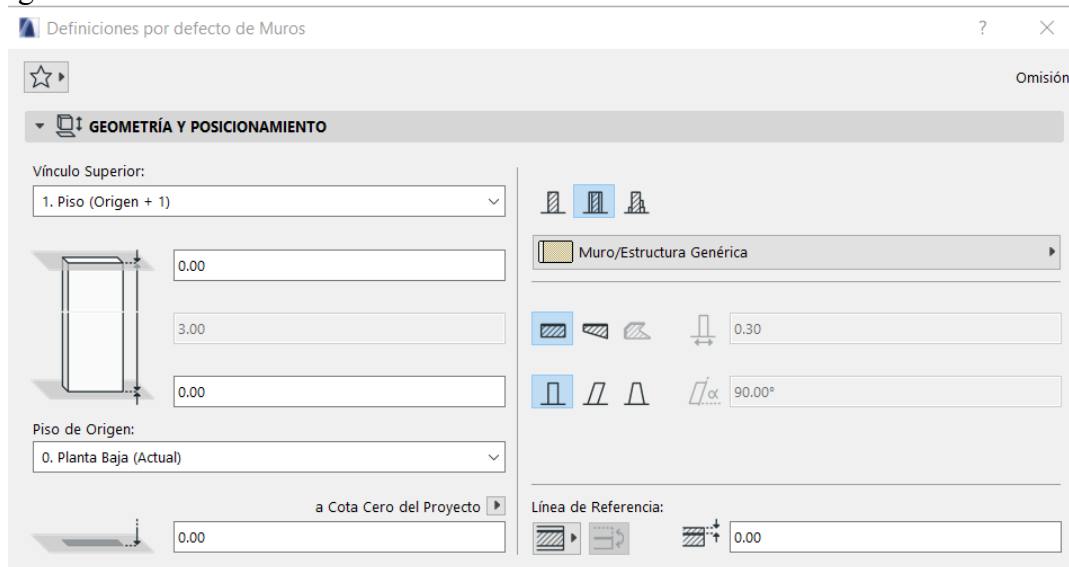 Definiciones por defecto de Muros
Omisión
GEOMETRÍA Y POSICIONAMIENTO
Vínculo Superior:
1. Piso (Origen + 1)
0.00
3.00
0.00
Piso de Origen:
0. Planta Baja (Actual)
a Cota Cero del Proyecto
0.00
Muro/Estructura Genérica
0.30
α 90.00°
Línea de Referencia:
0.00